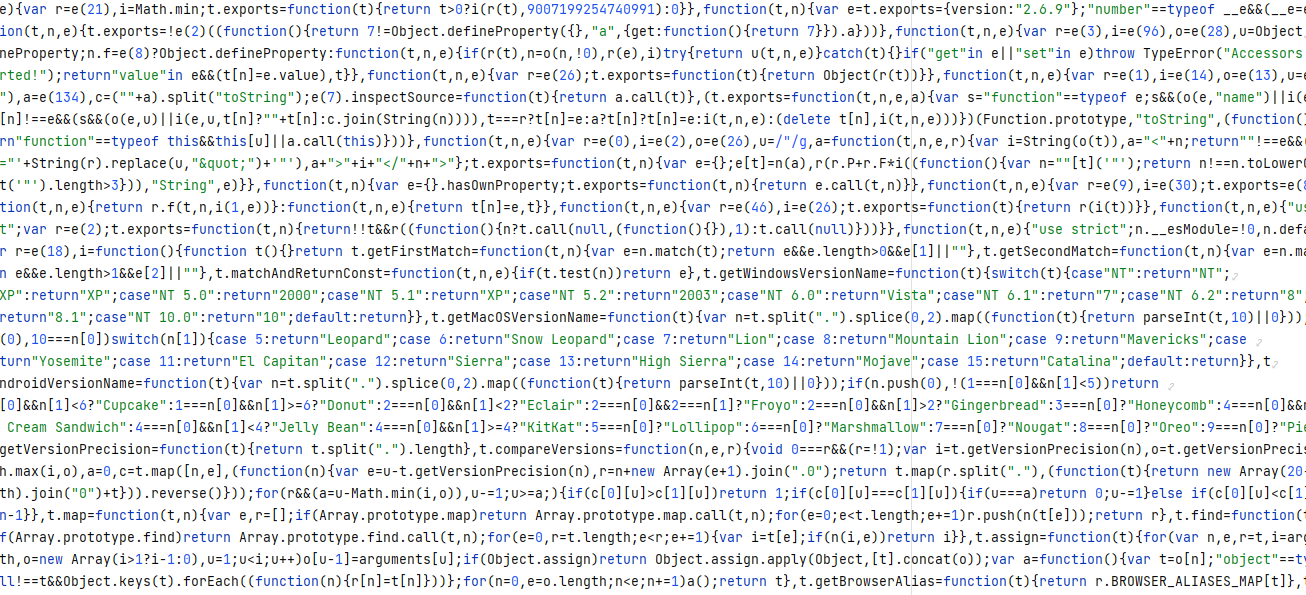 e){var r=e(21),i=Math.min;t.exports=function(t){return t>0?i(r(t),9007199254740991):0}},function(t,n){var e=t.exports={version:"2.6.9"};"number"==typeof __e&&(__e=e
ion(t,n,e){t.exports=!e(2)((function(){return 7!=Object.defineProperty({},"a",{get:function(){return 7}}).a}))},function(t,n,e){var r=e(3),i=e(96),o=e(28),u=Object
neProperty;n.f=e(8)?Object.defineProperty:function(t,n,e){if(r(t),n=o(n,!0),r(e),i)try{return u(t,n,e)}catch(t){}if("get"in e||"set"in e)throw TypeError("Accessors
rted!");return"value"in e&&(t[n]=e.value),t}},function(t,n,e){var r=e(26);t.exports=function(t){return Object(r(t))}},function(t,n,e){var r=e(1),i=e(14),o=e(13),u=
"),a=e(134),c=(""+a).split("toString");e(7).inspectSource=function(t){return a.call(t)},(t.exports=function(t,n,e,a){var s="function"==typeof e;s&&(o(e,"name")||i(e
[n]!==e&&(s&&(o(e,u)||i(e,u,t[n]?""+t[n]:c.join(String(n)))),t===r?t[n]=e:a?t[n]?t[n]=e:i(t,n,e):(delete t[n],i(t,n,e)))})(Function.prototype,"toString",(function()
rn"function"==typeof this&&this[u]||a.call(this)}))},function(t,n,e){var r=e(0),i=e(2),o=e(26),u=/"/g,a=function(t,n,e,r){var i=String(o(t)),a="<"+n;return""!==e&&(
="'+String(r).replace(u,"&quot;")+'"'),a+">"+i+"</"+n+">"};t.exports=function(t,n){var e={};e[t]=n(a),r(r.P+r.F*i((function(){var n=""[t]('"');return n!==n.toLower
t('"').length>3})),"String",e)}},function(t,n){var e={}.hasOwnProperty;t.exports=function(t,n){return e.call(t,n)}},function(t,n,e){var r=e(9),i=e(30);t.exports=e(8
tion(t,n,e){return r.f(t,n,i(1,e))}:function(t,n,e){return t[n]=e,t}},function(t,n,e){var r=e(46),i=e(26);t.exports=function(t){return r(i(t))}},function(t,n,e){"us
t";var r=e(2);t.exports=function(t,n){return!!t&&r((function(){n?t.call(null,(function(){}),1):t.call(null)}))}},function(t,n,e){"use strict";n.__esModule=!0,n.defa
r r=e(18),i=function(){function t(){}return t.getFirstMatch=function(t,n){var e=n.match(t);return e&&e.length>0&&e[1]||""},t.getSecondMatch=function(t,n){var e=n.ma
n e&&e.length>1&&e[2]||""},t.matchAndReturnConst=function(t,n,e){if(t.test(n))return e},t.getWindowsVersionName=function(t){switch(t){case"NT":return"NT";
XP":return"XP";case"NT 5.0":return"2000";case"NT 5.1":return"XP";case"NT 5.2":return"2003";case"NT 6.0":return"Vista";case"NT 6.1":return"7";case"NT 6.2":return"8"
return"8.1";case"NT 10.0":return"10";default:return}},t.getMacOSVersionName=function(t){var n=t.split(".").splice(0,2).map((function(t){return parseInt(t,10)||0}))
(0),10===n[0])switch(n[1]){case 5:return"Leopard";case 6:return"Snow Leopard";case 7:return"Lion";case 8:return"Mountain Lion";case 9:return"Mavericks";case
turn"Yosemite";case 11:return"El Capitan";case 12:return"Sierra";case 13:return"High Sierra";case 14:return"Mojave";case 15:return"Catalina";default:return}},t
ndroidVersionName=function(t){var n=t.split(".").splice(0,2).map((function(t){return parseInt(t,10)||0}));if(n.push(0),!(1===n[0]&&n[1]<5))return
[0]&&n[1]<6?"Cupcake":1===n[0]&&n[1]>=6?"Donut":2===n[0]&&n[1]<2?"Eclair":2===n[0]&&2===n[1]?"Froyo":2===n[0]&&n[1]>2?"Gingerbread":3===n[0]?"Honeycomb":4===n[0]&&n
Cream Sandwich":4===n[0]&&n[1]<4?"Jelly Bean":4===n[0]&&n[1]>=4?"KitKat":5===n[0]?"Lollipop":6===n[0]?"Marshmallow":7===n[0]?"Nougat":8===n[0]?"Oreo":9===n[0]?"Pie
getVersionPrecision=function(t){return t.split(".").length},t.compareVersions=function(n,e,r){void 0===r&&(r=!1);var i=t.getVersionPrecision(n),o=t.getVersionPrecis
h.max(i,o),a=0,c=t.map([n,e],(function(n){var e=u-t.getVersionPrecision(n),r=n+new Array(e+1).join(".0");return t.map(r.split("."),(function(t){return new Array(20-
th).join("0")+t})).reverse()}));for(r&&(a=u-Math.min(i,o)),u-=1;u>=a;){if(c[0][u]>c[1][u])return 1;if(c[0][u]===c[1][u]){if(u===a)return 0;u-=1}else if(c[0][u]<c[1]
n-1}},t.map=function(t,n){var e,r=[];if(Array.prototype.map)return Array.prototype.map.call(t,n);for(e=0;e<t.length;e+=1)r.push(n(t[e]));return r},t.find=function(t
f(Array.prototype.find)return Array.prototype.find.call(t,n);for(e=0,r=t.length;e<r;e+=1){var i=t[e];if(n(i,e))return i}},t.assign=function(t){for(var n,e,r=t,i=arg
th,o=new Array(i>1?i-1:0),u=1;u<i;u++)o[u-1]=arguments[u];if(Object.assign)return Object.assign.apply(Object,[t].concat(o));var a=function(){var t=o[n];"object"==ty
ll!==t&&Object.keys(t).forEach((function(n){r[n]=t[n]}))};for(n=0,e=o.length;n<e;n+=1)a();return t},t.getBrowserAlias=function(t){return r.BROWSER_ALIASES_MAP[t]},t